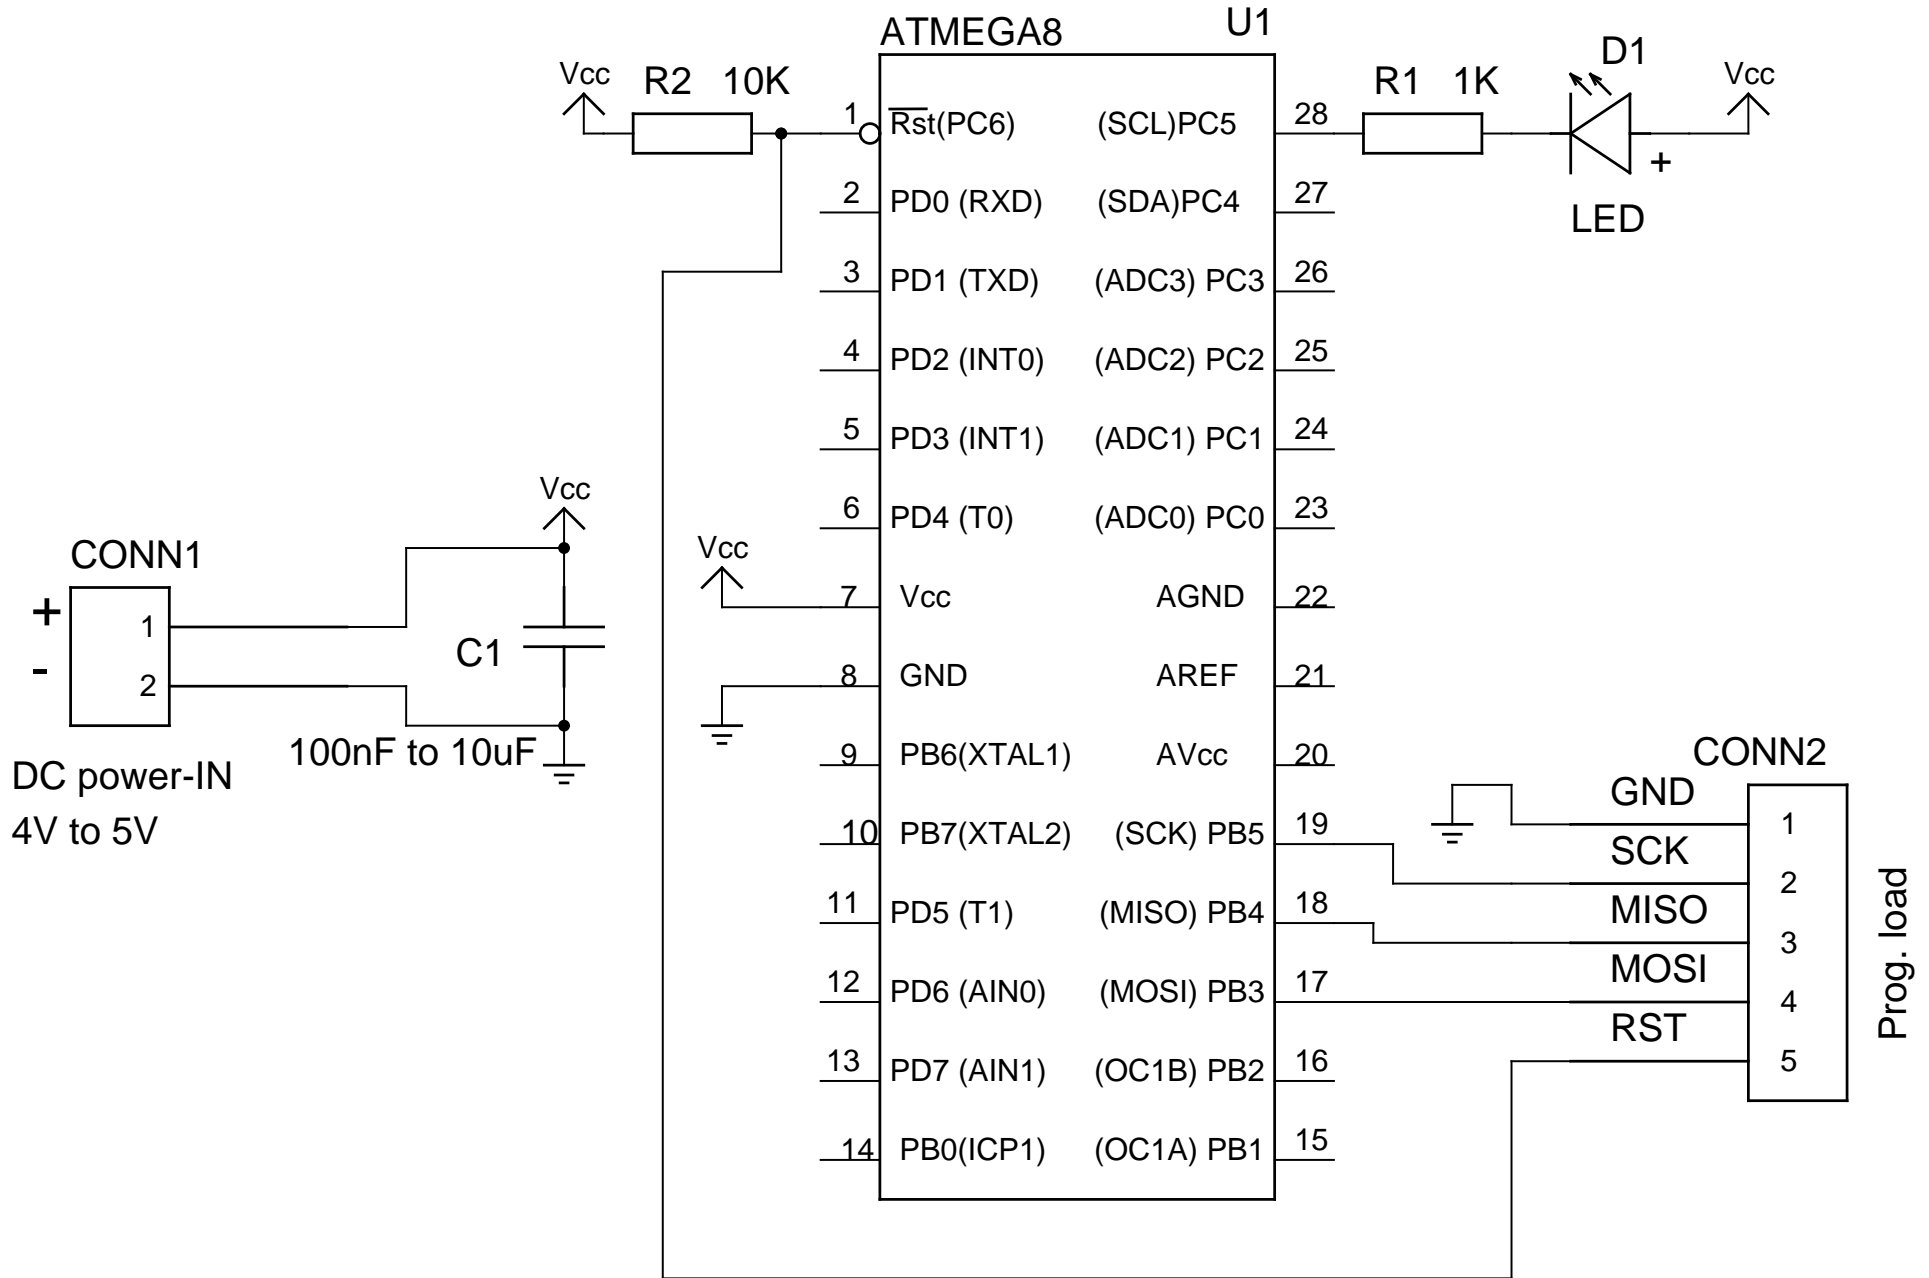 ATMEGA8
U1
Vcc
R2 10K
R1 1K
D1
Vcc
LED
+
1 Rst(PC6) (SCL)PC5 28
2 PD0 (RXD) (SDA)PC4 27
3 PD1 (TXD) (ADC3) PC3 26
4 PD2 (INT0) (ADC2) PC2 25
5 PD3 (INT1) (ADC1) PC1 24
6 PD4 (T0) (ADC0) PC0 23
Vcc
7 Vcc AGND 22
8 GND AREF 21
9 PB6(XTAL1) AVcc 20
10 PB7(XTAL2) (SCK) PB5 19
11 PD5 (T1) (MISO) PB4 18
12 PD6 (AIN0) (MOSI) PB3 17
13 PD7 (AIN1) (OC1B) PB2 16
14 PB0(ICP1) (OC1A) PB1 15
Vcc
CONN1
+ 1
- 2
C1
100nF to 10uF
DC power-IN
4V to 5V
CONN2
GND 1
SCK 2
MISO 3
MOSI 4
RST 5
Prog. load